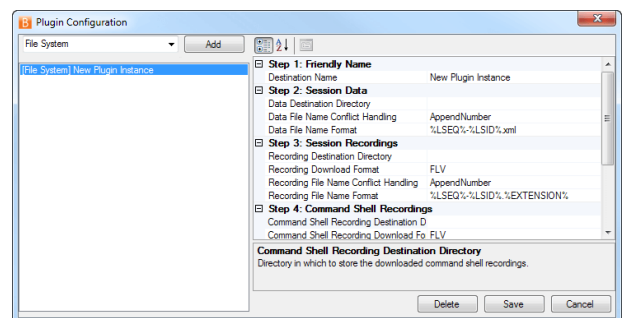 Plugin Configuration
File System
Add
[File System] New Plugin Instance
Step 1: Friendly Name
Destination Name New Plugin Instance
Step 2: Session Data
Data Destination Directory
Data File Name Conflict Handling AppendNumber
Data File Name Format %LSEQ%-%LSID%.xml
Step 3: Session Recordings
Recording Destination Directory
Recording Download Format FLV
Recording File Name Conflict Handling AppendNumber
Recording File Name Format %LSEQ%-%LSID%.%EXTENSION%
Step 4: Command Shell Recordings
Command Shell Recording Destination D
Command Shell Recording Download Fo FLV
Command Shell Recording Destination Directory
Directory in which to store the downloaded command shell recordings.
Delete Save Cancel